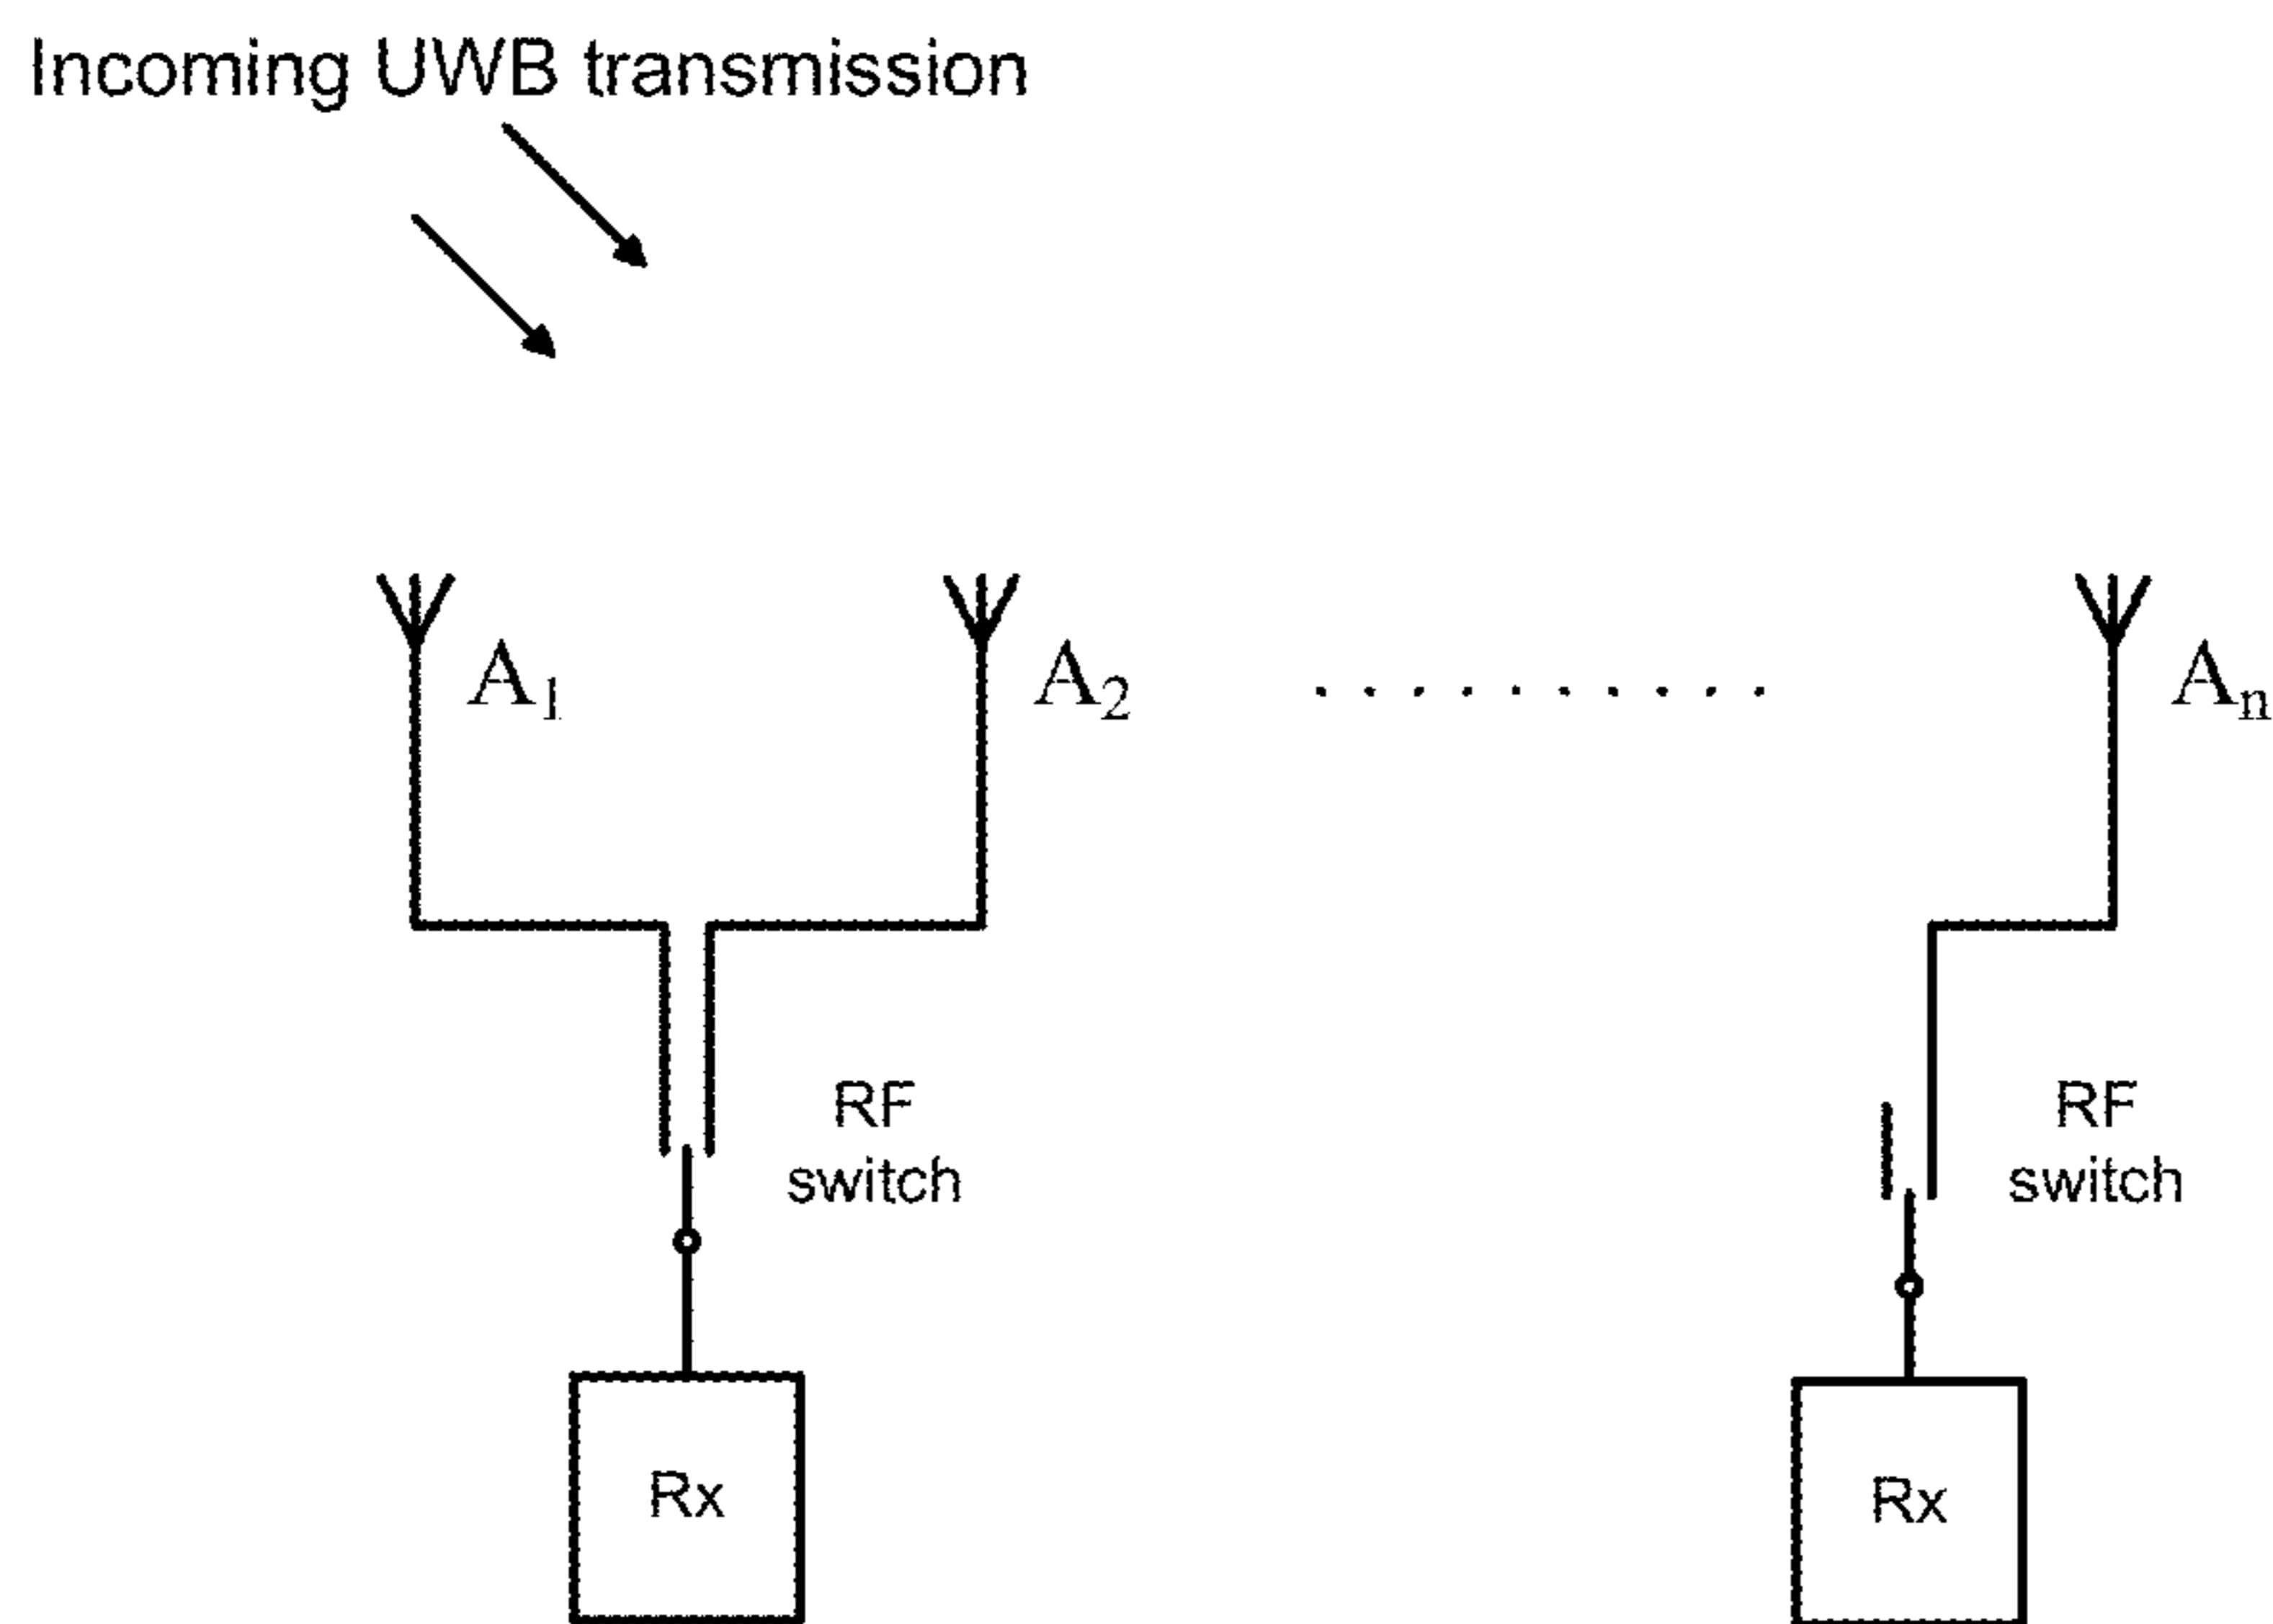 Incoming UWB transmission
A₁
A₂
..........
Aₙ
RF
switch
RF
switch
Rx
Rx